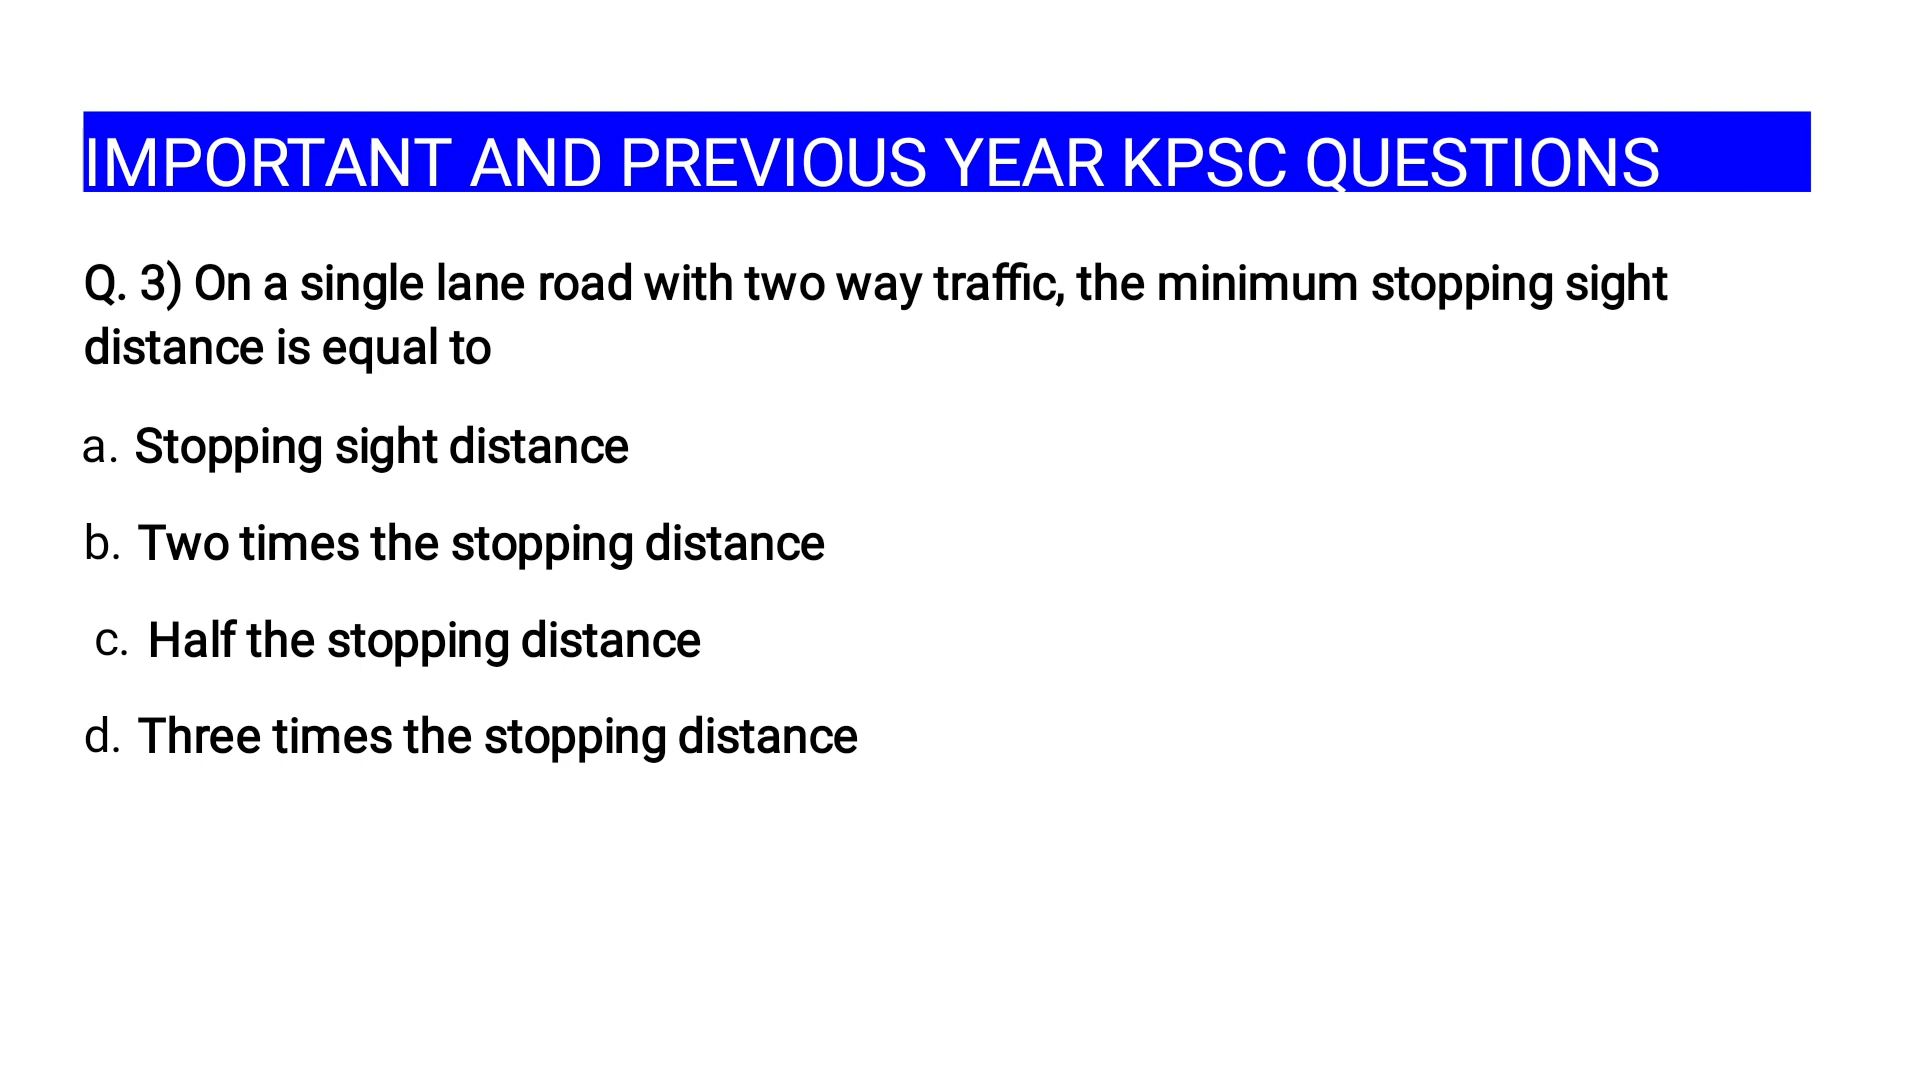 IMPORTANT AND PREVIOUS YEAR KPSC QUESTIONS
Q. 3) On a single lane road with two way traffic, the minimum stopping sight
distance is equal to
a. Stopping sight distance
b. Two times the stopping distance
c. Half the stopping distance
d. Three times the stopping distance